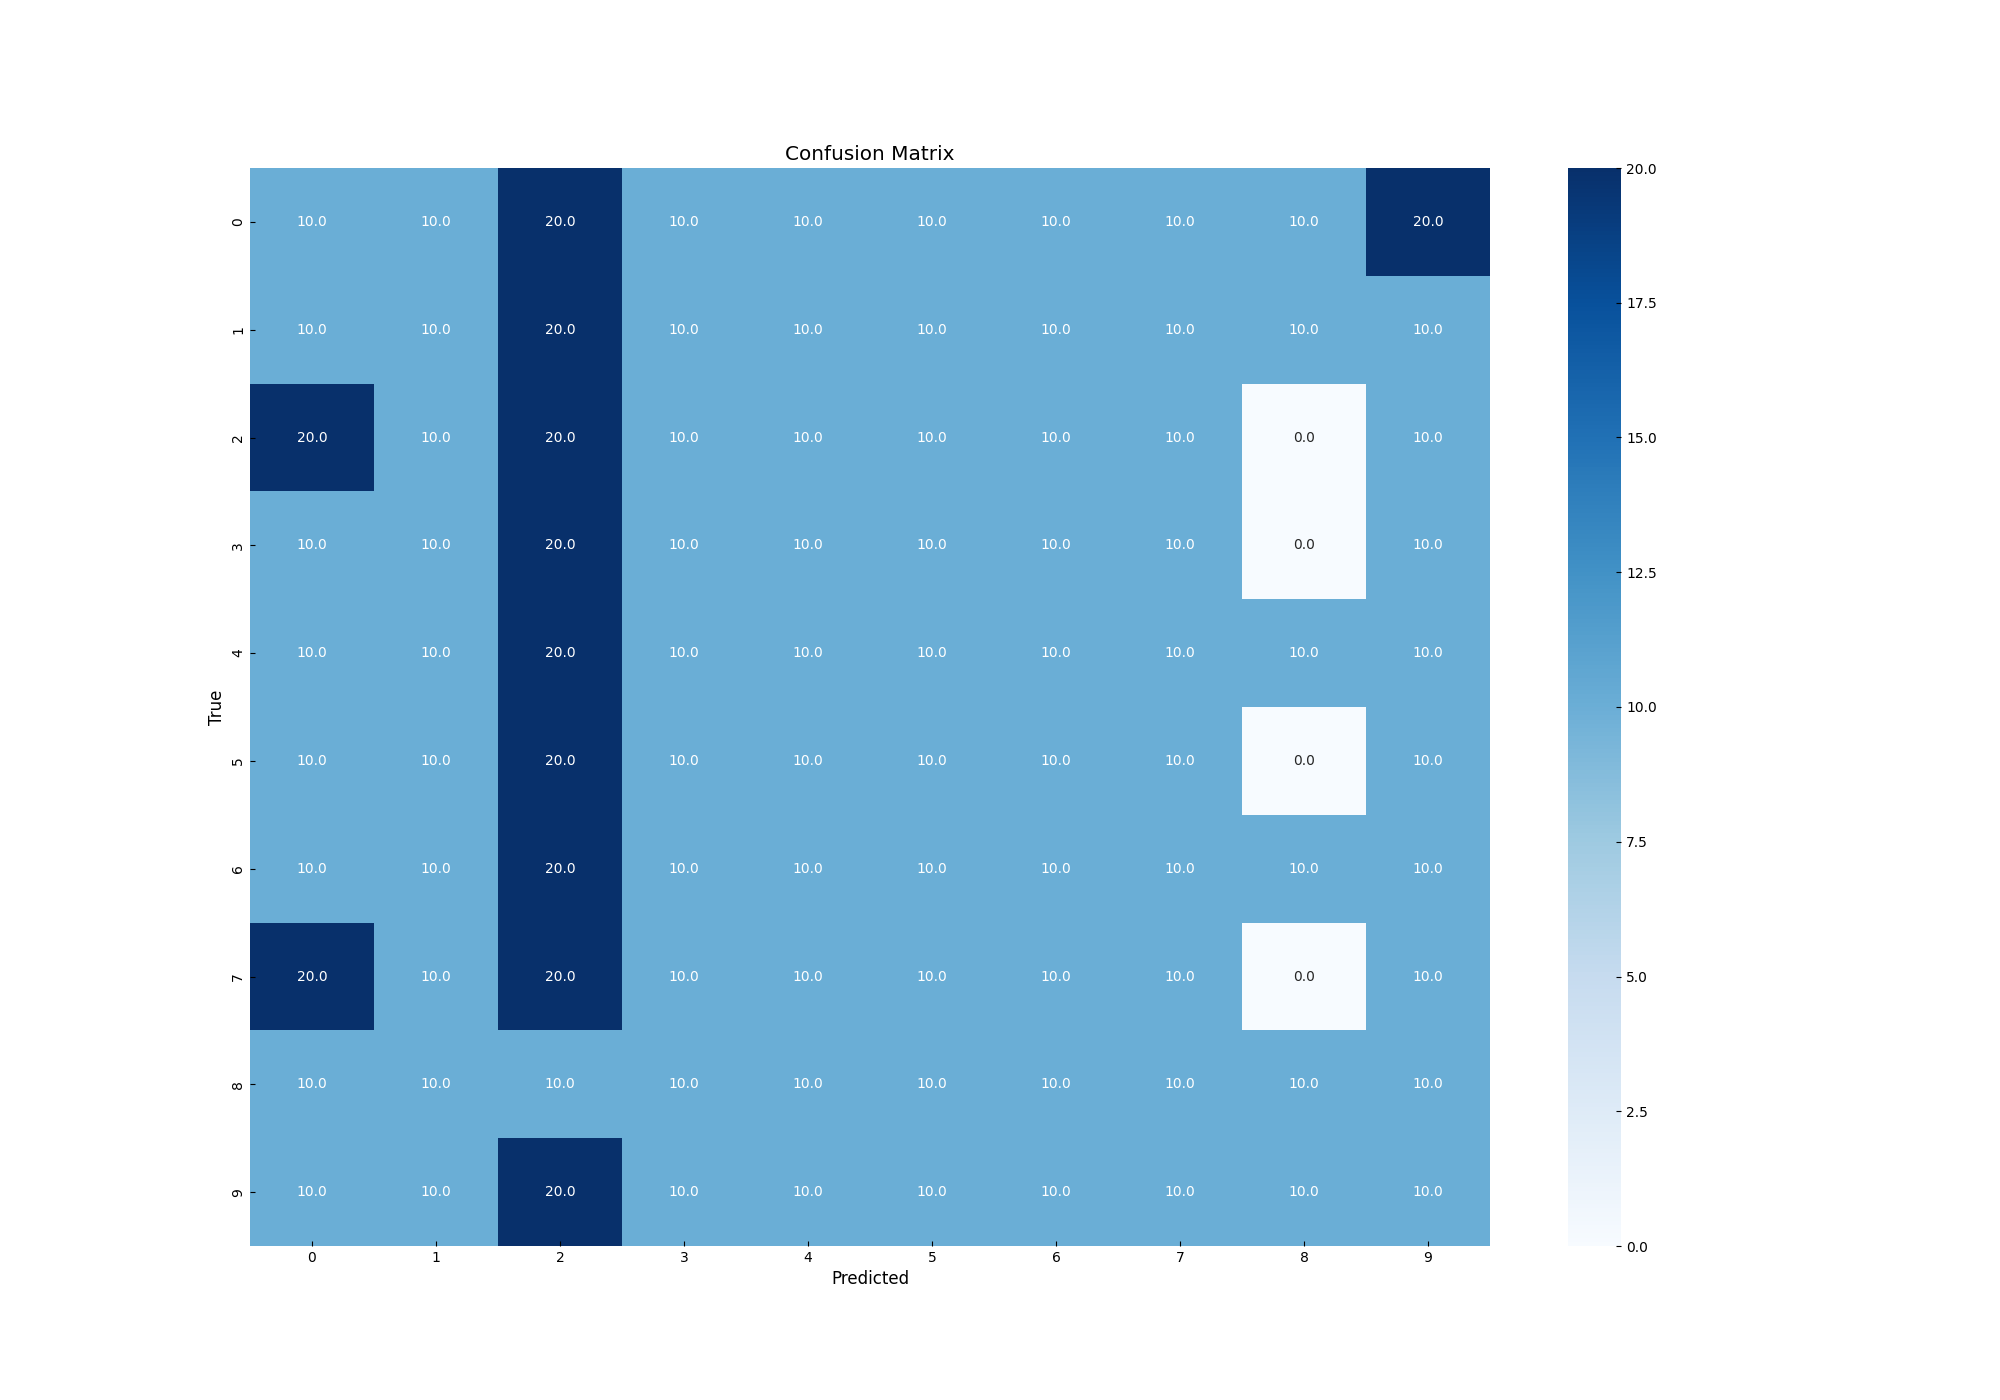 Confusion Matrix
0 10.0 10.0 20.0 10.0 10.0 10.0 10.0 10.0 10.0 20.0
1 10.0 10.0 20.0 10.0 10.0 10.0 10.0 10.0 10.0 10.0
2 20.0 10.0 20.0 10.0 10.0 10.0 10.0 10.0 0.0 10.0
3 10.0 10.0 20.0 10.0 10.0 10.0 10.0 10.0 0.0 10.0
4 10.0 10.0 20.0 10.0 10.0 10.0 10.0 10.0 10.0 10.0
5 10.0 10.0 20.0 10.0 10.0 10.0 10.0 10.0 0.0 10.0
6 10.0 10.0 20.0 10.0 10.0 10.0 10.0 10.0 10.0 10.0
7 20.0 10.0 20.0 10.0 10.0 10.0 10.0 10.0 0.0 10.0
8 10.0 10.0 10.0 10.0 10.0 10.0 10.0 10.0 10.0 10.0
9 10.0 10.0 20.0 10.0 10.0 10.0 10.0 10.0 10.0 10.0
0 1 2 3 4 5 6 7 8 9
Predicted
True
20.0
17.5
15.0
12.5
10.0
7.5
5.0
2.5
0.0